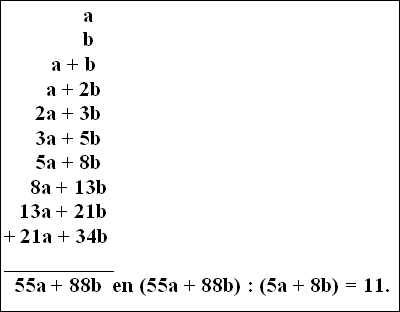 a
b
a + b
a + 2b
2a + 3b
3a + 5b
5a + 8b
8a + 13b
13a + 21b
+ 21a + 34b
55a + 88b en (55a + 88b) : (5a + 8b) = 11.